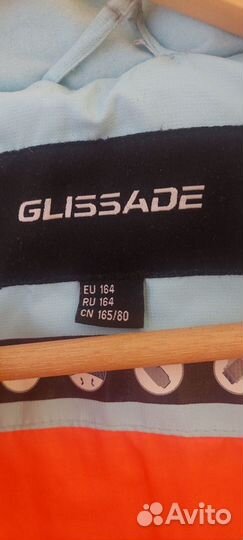 GLISSADE
EU 164
RU 164
CN 165/80
Avito